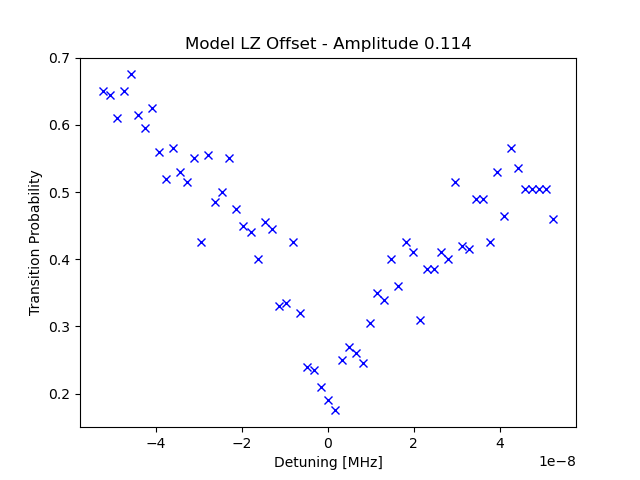 Model LZ Offset - Amplitude 0.114
0.7
0.6
0.5
0.4
0.3
0.2
Transition Probability
−4
−2
0
2
4
1e−8
Detuning [MHz]